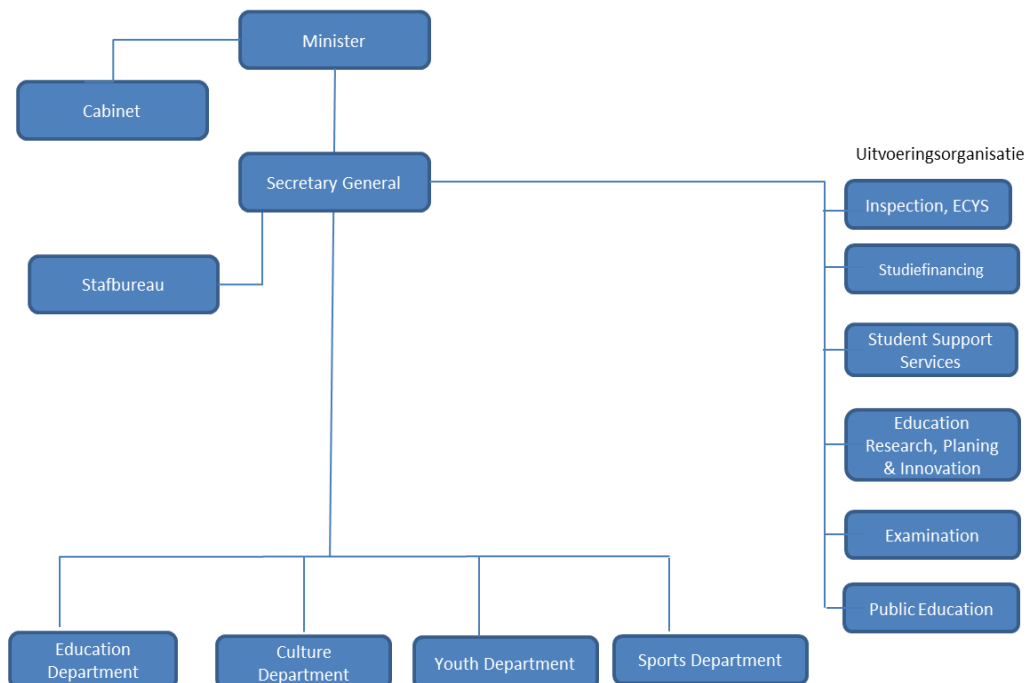 Minister
Cabinet
Uitvoeringsorganisatie
Secretary General
Inspection, ECYS
Stafbureau
Studiefinancing
Student Support
Services
Education
Research, Planing
& Innovation
Examination
Public Education
Education
Department
Culture
Department
Youth Department
Sports Department